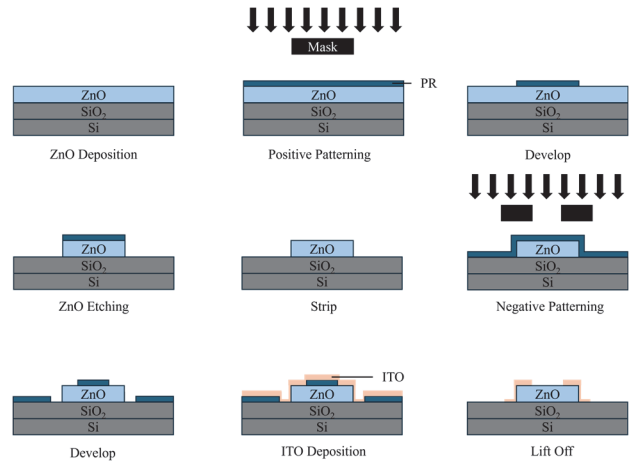 Mask
ZnO
SiO₂
Si
ZnO Deposition
PR
ZnO
SiO₂
Si
Positive Patterning
ZnO
SiO₂
Si
Develop
ZnO
SiO₂
Si
ZnO Etching
ZnO
SiO₂
Si
Strip
ZnO
SiO₂
Si
Negative Patterning
ZnO
SiO₂
Si
Develop
ITO
ZnO
SiO₂
Si
ITO Deposition
ZnO
SiO₂
Si
Lift Off